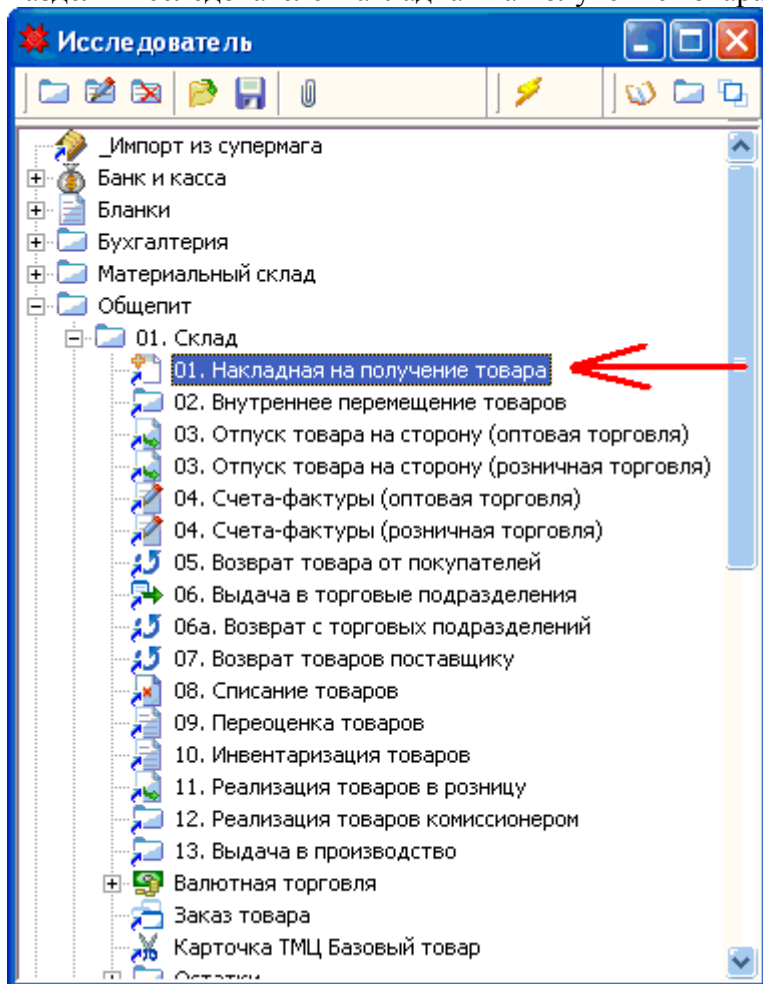 Исследователь
_Импорт из супермага
Банк и касса
Бланки
Бухгалтерия
Материальный склад
Общепит
01. Склад
01. Накладная на получение товара
02. Внутреннее перемещение товаров
03. Отпуск товара на сторону (оптовая торговля)
03. Отпуск товара на сторону (розничная торговля)
04. Счета-фактуры (оптовая торговля)
04. Счета-фактуры (розничная торговля)
05. Возврат товара от покупателей
06. Выдача в торговые подразделения
06а. Возврат с торговых подразделений
07. Возврат товаров поставщику
08. Списание товаров
09. Переоценка товаров
10. Инвентаризация товаров
11. Реализация товаров в розницу
12. Реализация товаров комиссионером
13. Выдача в производство
Валютная торговля
Заказ товара
Карточка ТМЦ Базовый товар